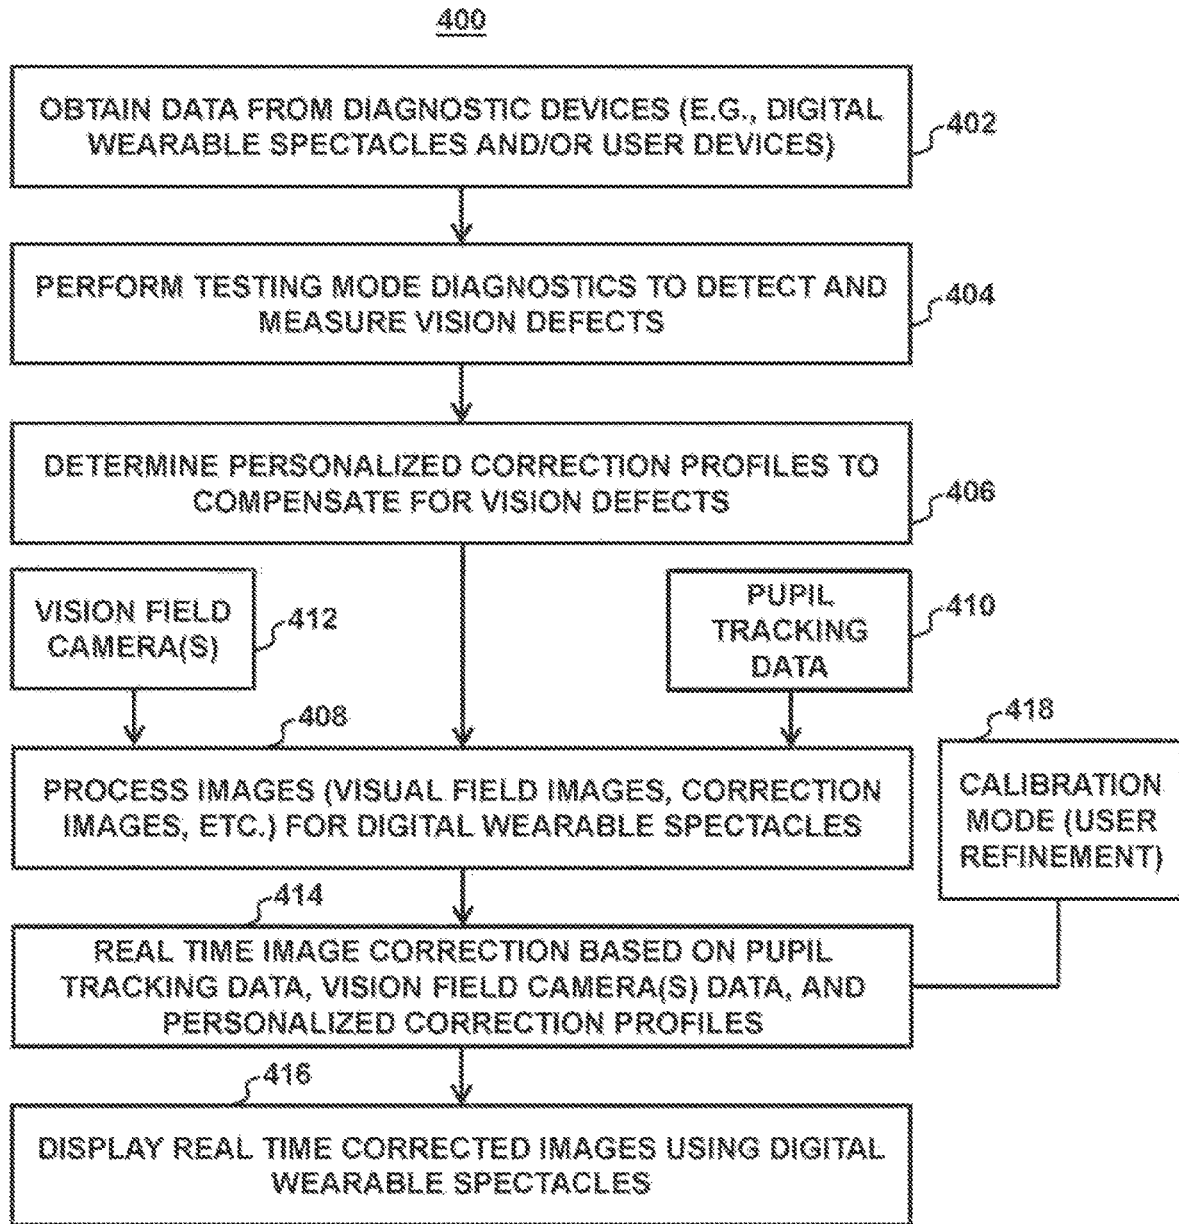 400
OBTAIN DATA FROM DIAGNOSTIC DEVICES (E.G., DIGITAL
WEARABLE SPECTACLES AND/OR USER DEVICES)
402
PERFORM TESTING MODE DIAGNOSTICS TO DETECT AND
MEASURE VISION DEFECTS
404
DETERMINE PERSONALIZED CORRECTION PROFILES TO
COMPENSATE FOR VISION DEFECTS
406
VISION FIELD
CAMERA(S)
412
PUPIL
TRACKING
DATA
410
408
PROCESS IMAGES (VISUAL FIELD IMAGES, CORRECTION
IMAGES, ETC.) FOR DIGITAL WEARABLE SPECTACLES
418
CALIBRATION
MODE (USER
REFINEMENT)
414
REAL TIME IMAGE CORRECTION BASED ON PUPIL
TRACKING DATA, VISION FIELD CAMERA(S) DATA, AND
PERSONALIZED CORRECTION PROFILES
416
DISPLAY REAL TIME CORRECTED IMAGES USING DIGITAL
WEARABLE SPECTACLES